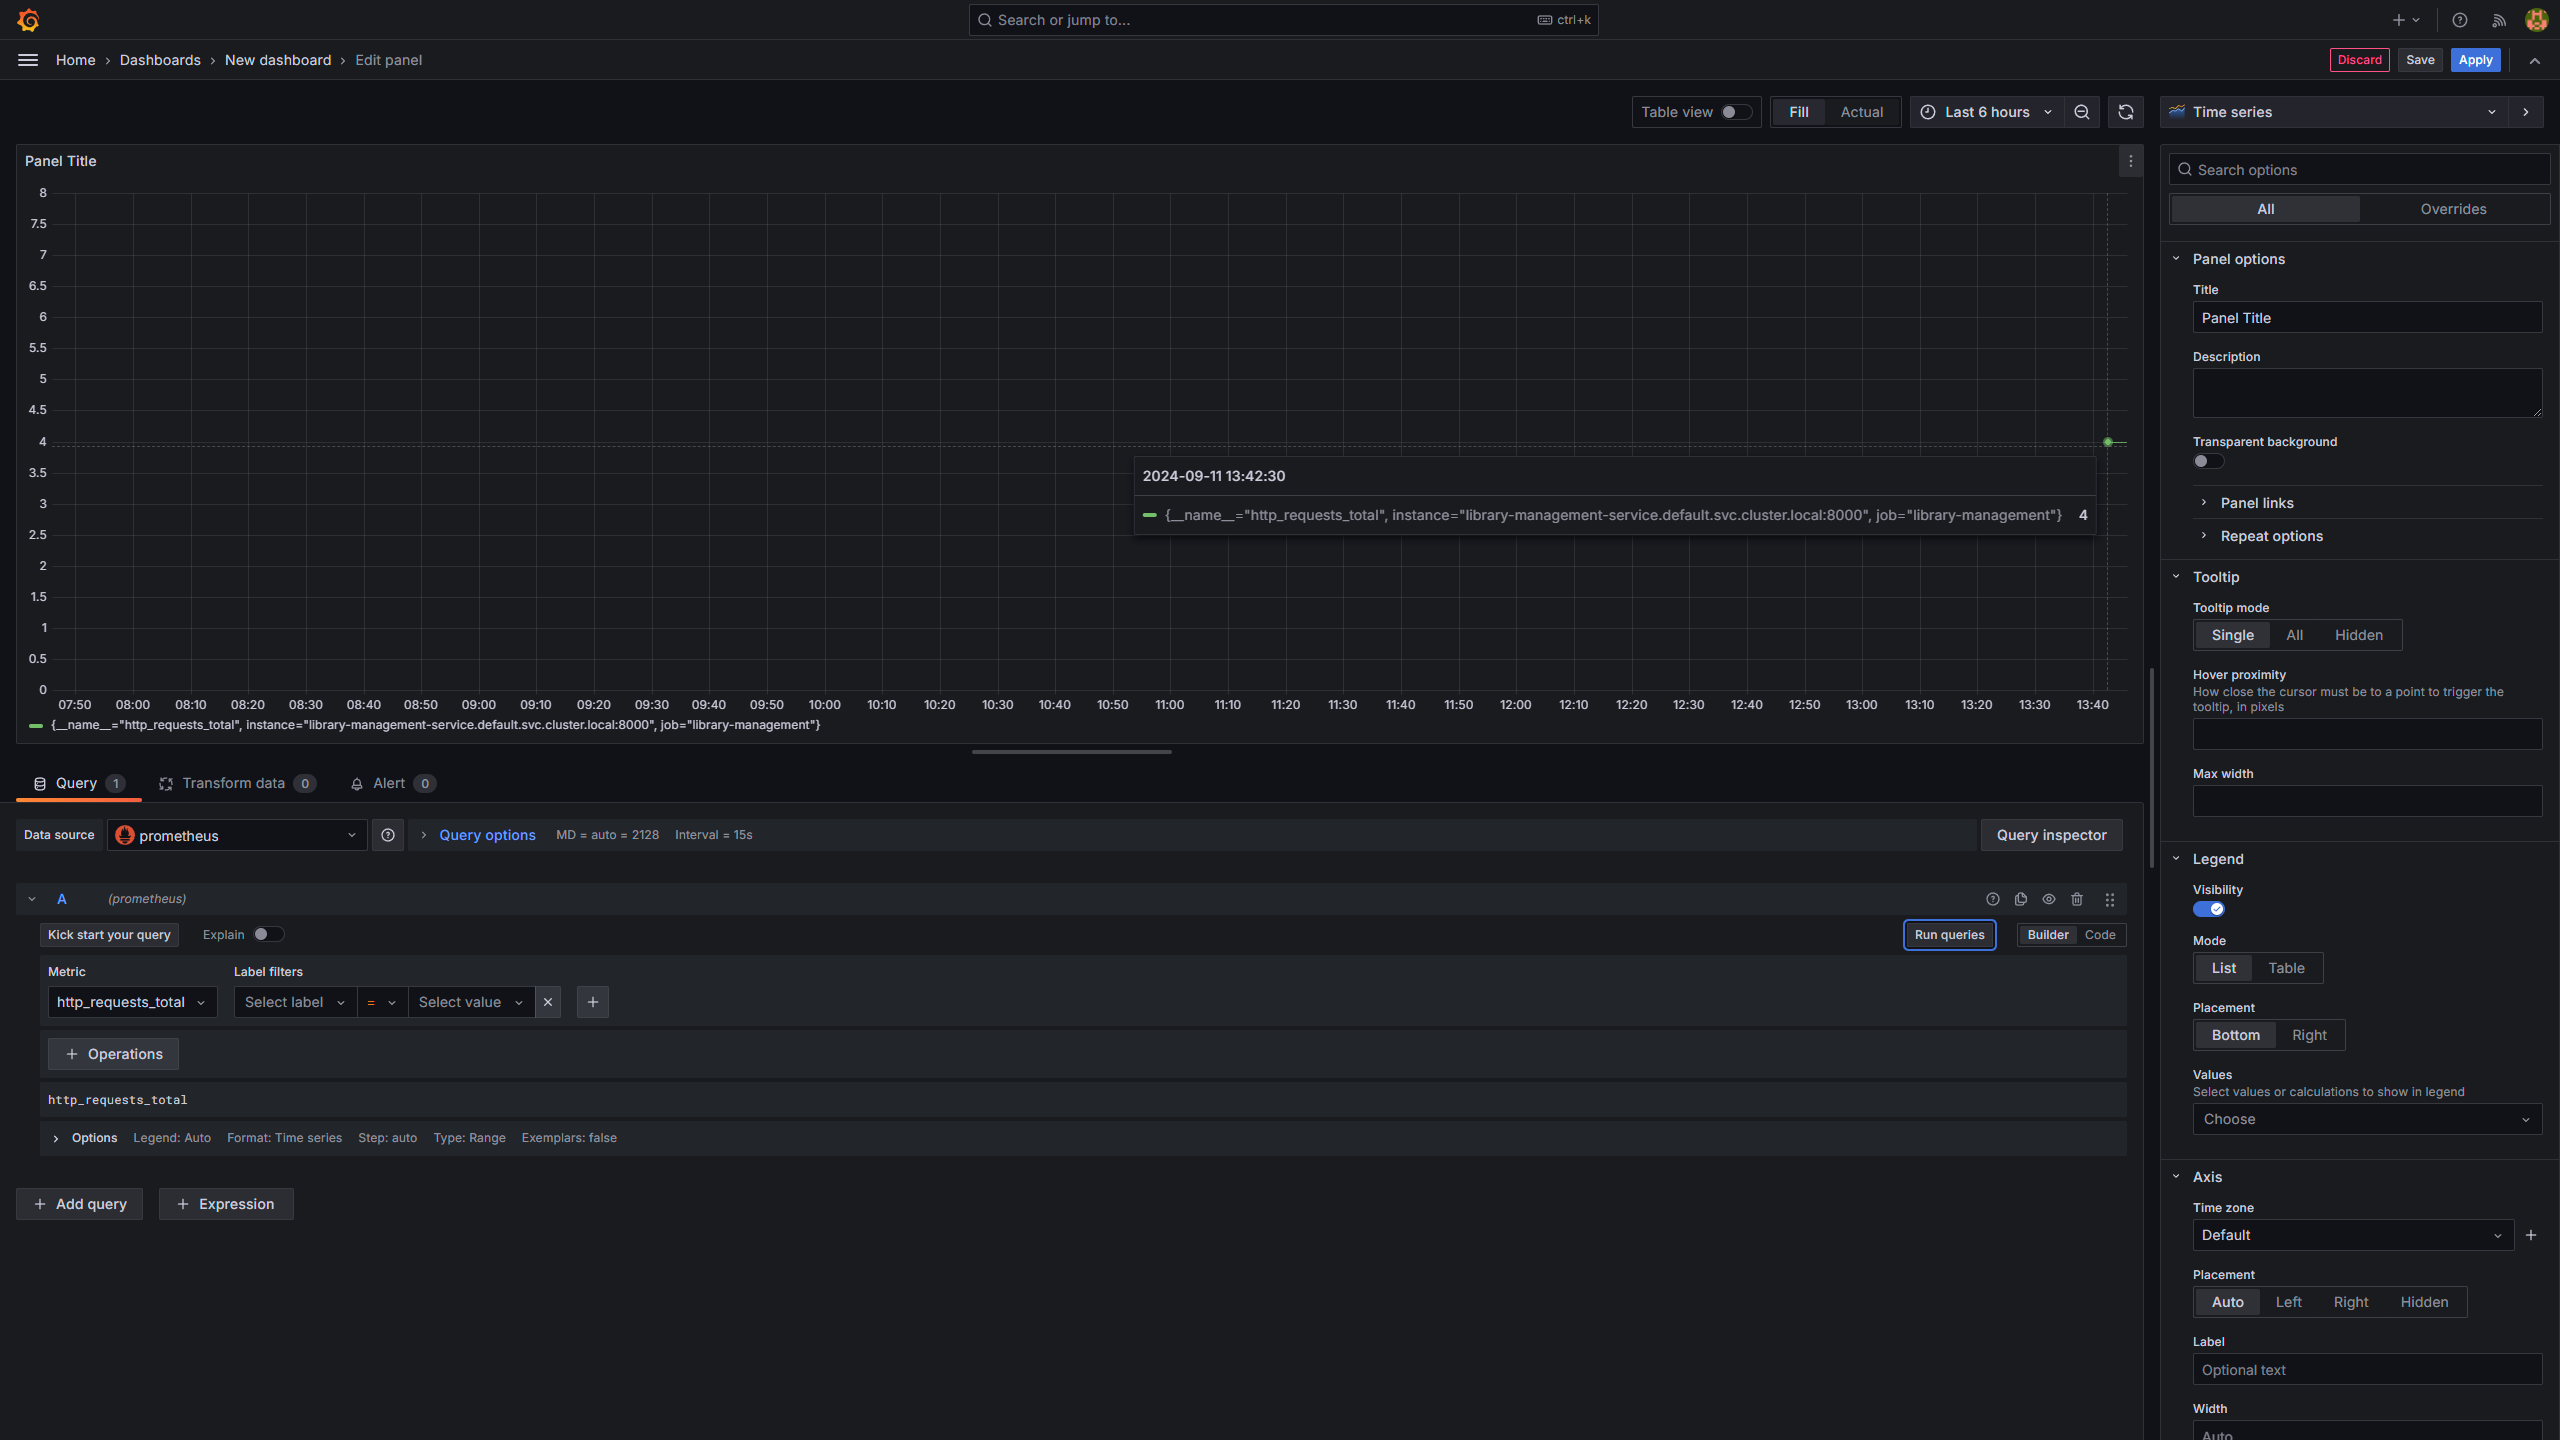 Search or jump to...
ctrl+k
Home › Dashboards › New dashboard › Edit panel
Discard
Save
Apply
Table view
Fill
Actual
Last 6 hours
Time series
Panel Title
8
7.5
7
6.5
6
5.5
5
4.5
4
3.5
3
2.5
2
1.5
1
0.5
0
2024-09-11 13:42:30
{__name__="http_requests_total", instance="library-management-service.default.svc.cluster.local:8000", job="library-management"} 4
07:50 08:00 08:10 08:20 08:30 08:40 08:50 09:00 09:10 09:20 09:30 09:40 09:50 10:00 10:10 10:20 10:30 10:40 10:50 11:00 11:10 11:20 11:30 11:40 11:50 12:00 12:10 12:20 12:30 12:40 12:50 13:00 13:10 13:20 13:30 13:40
{__name__="http_requests_total", instance="library-management-service.default.svc.cluster.local:8000", job="library-management"}
Query 1
Transform data 0
Alert 0
Data source
prometheus
Query options
MD = auto = 2128
Interval = 15s
Query inspector
A
(prometheus)
Kick start your query
Explain
Run queries
Builder
Code
Metric
Label filters
http_requests_total
Select label
=
Select value
Operations
http_requests_total
Options
Legend: Auto
Format: Time series
Step: auto
Type: Range
Exemplars: false
Add query
Expression
Search options
All
Overrides
Panel options
Title
Panel Title
Description
Transparent background
Panel links
Repeat options
Tooltip
Tooltip mode
Single
All
Hidden
Hover proximity
How close the cursor must be to a point to trigger the
tooltip, in pixels
Max width
Legend
Visibility
Mode
List
Table
Placement
Bottom
Right
Values
Select values or calculations to show in legend
Choose
Axis
Time zone
Default
Placement
Auto
Left
Right
Hidden
Label
Optional text
Width
Auto